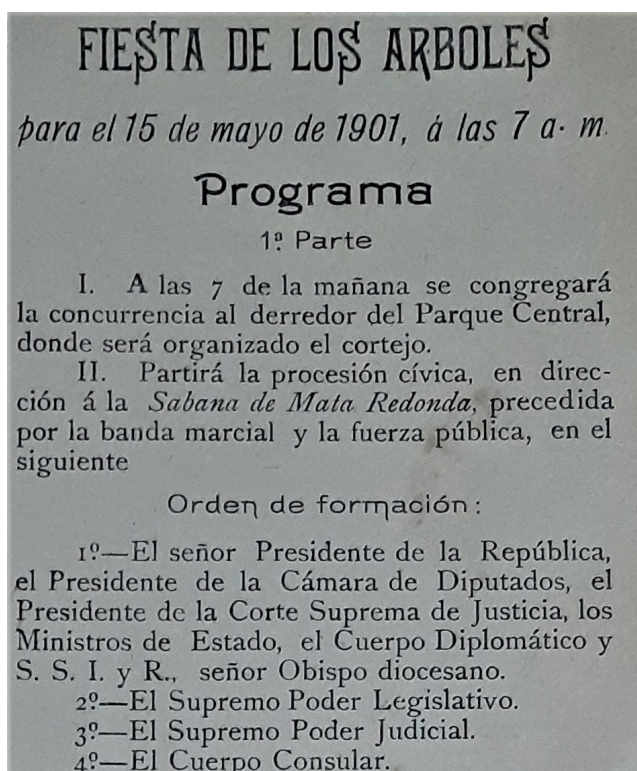 FIESTA DE LOS ARBOLES
para el 15 de mayo de 1901, á las 7 a. m.
Programa
1ª Parte
I. A las 7 de la mañana se congregará
la concurrencia al derredor del Parque Central,
donde será organizado el cortejo.
II. Partirá la procesión cívica, en direc-
ción á la Sabana de Mata Redonda, precedida
por la banda marcial y la fuerza pública, en el
siguiente
Orden de formación:
1º—El señor Presidente de la República,
el Presidente de la Cámara de Diputados, el
Presidente de la Corte Suprema de Justicia, los
Ministros de Estado, el Cuerpo Diplomático y
S. S. I. y R., señor Obispo diocesano.
2º—El Supremo Poder Legislativo.
3º—El Supremo Poder Judicial.
4º—El Cuerpo Consular.